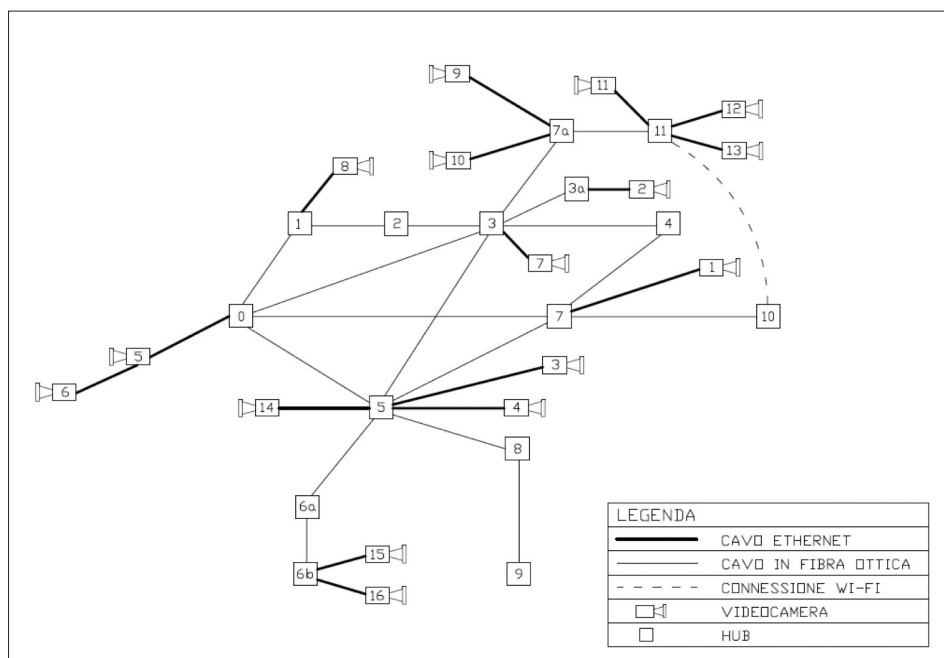 9
11
12
7a
11
10
13
8
3a
2
1
2
3
4
7
1
0
7
10
5
3
6
14
5
4
8
6a
15
6b
9
16
LEGENDA
CAVO ETHERNET
CAVO IN FIBRA OTTICA
CONNESSIONE WI-FI
VIDEOCAMERA
HUB